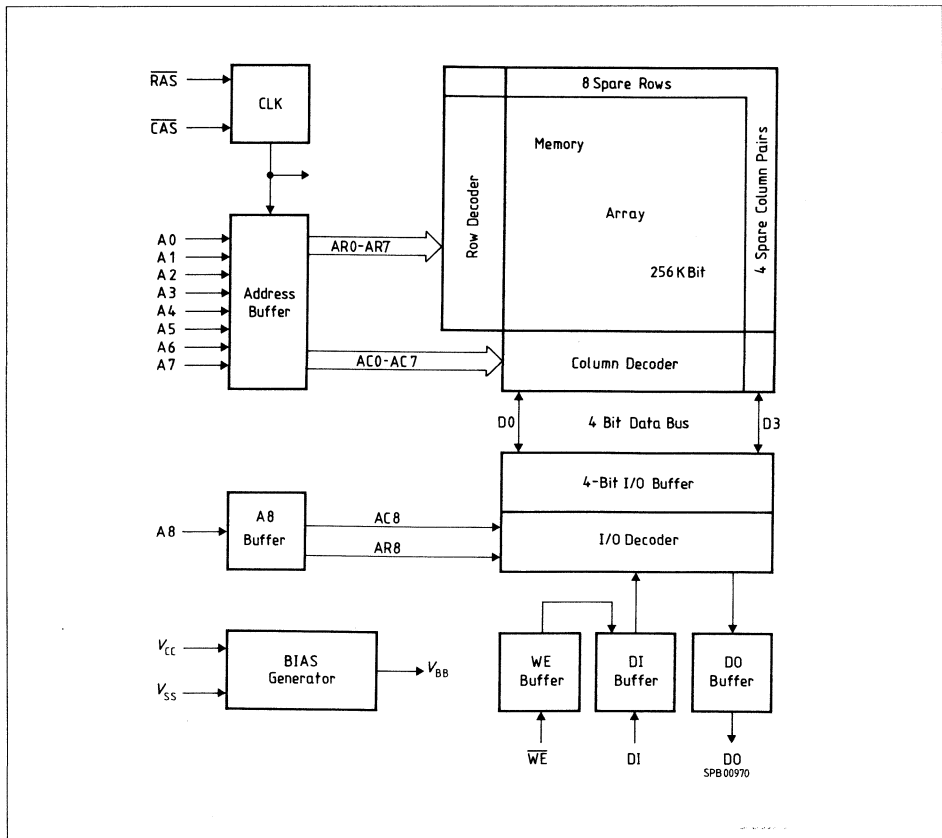 R̅A̅S̅
C̅A̅S̅
CLK
8 Spare Rows
Row Decoder
Memory
Array
256 K Bit
4 Spare Column Pairs
A0
A1
A2
A3
A4
A5
A6
A7
Address
Buffer
AR0-AR7
AC0-AC7
Column Decoder
D0
4 Bit Data Bus
D3
4-Bit I/O Buffer
I/O Decoder
A8
A8
Buffer
AC8
AR8
V_CC
V_SS
BIAS
Generator
V_BB
WE
Buffer
DI
Buffer
DO
Buffer
W̅E̅
DI
DO
SPB00970